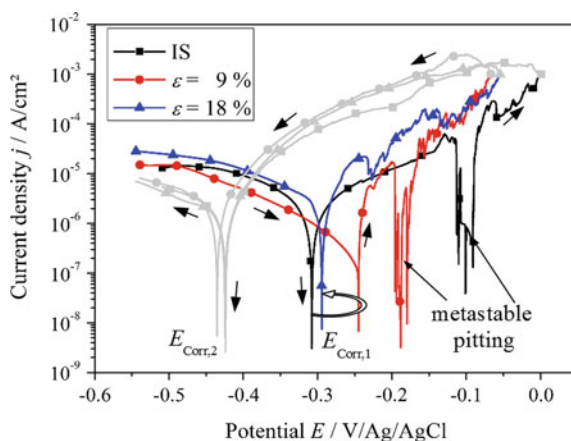 IS
ε = 9 %
ε = 18 %
Current density j / A/cm²
10⁻²
10⁻³
10⁻⁴
10⁻⁵
10⁻⁶
10⁻⁷
10⁻⁸
10⁻⁹
E_Corr,2
E_Corr,1
metastable
pitting
-0.6 -0.5 -0.4 -0.3 -0.2 -0.1 0.0
Potential E / V/Ag/AgCl